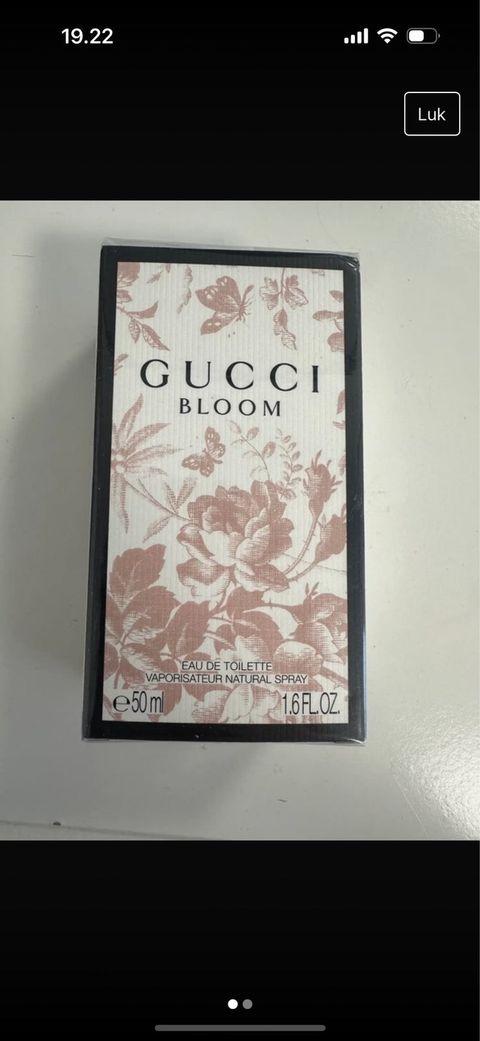 19.22
Luk
GUCCI
BLOOM
EAU DE TOILETTE
VAPORISATEUR NATURAL SPRAY
e 50 ml 1.6 FL.OZ.